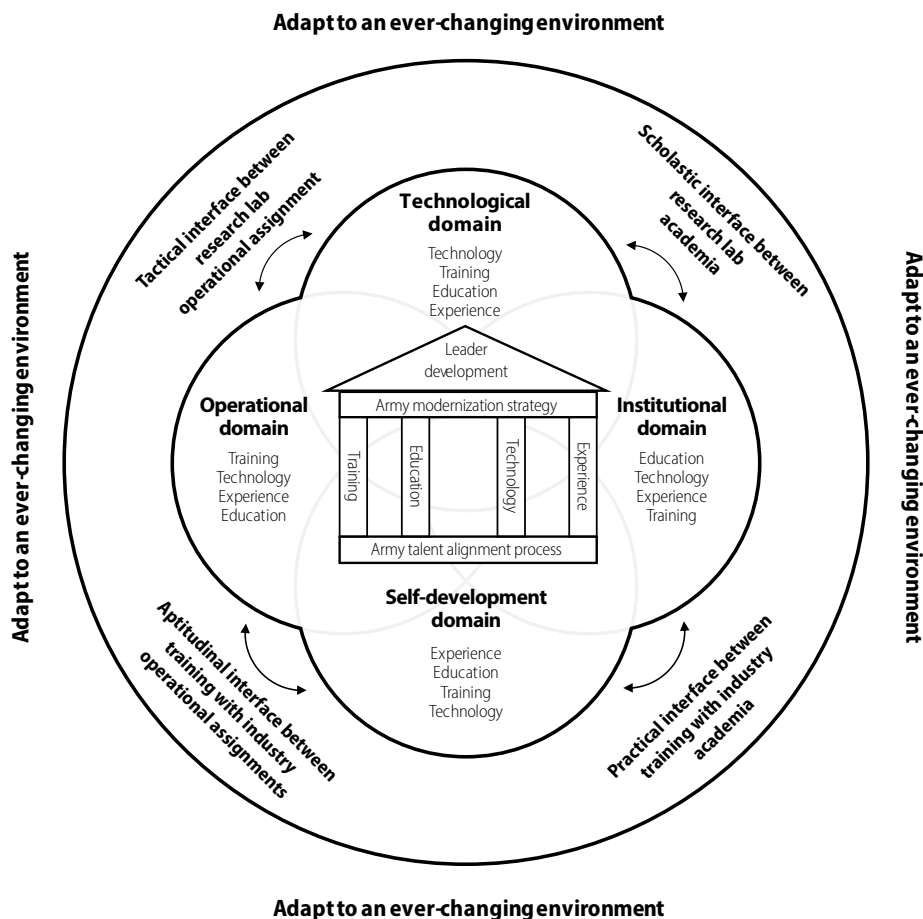 Adapt to an ever-changing environment
Tactical interface between
research lab
operational assignment
Scholastic interface between
research lab
academia
Technological
domain
Technology
Training
Education
Experience
Adapt to an ever-changing environment
Adapt to an ever-changing environment
Leader
development
Army modernization strategy
Operational
domain
Training
Technology
Experience
Education
Training
Education
Technology
Experience
Institutional
domain
Education
Technology
Experience
Training
Army talent alignment process
Self-development
domain
Experience
Education
Training
Technology
Aptitudinal interface between
training with industry
operational assignments
Practical interface between
training with industry
academia
Adapt to an ever-changing environment